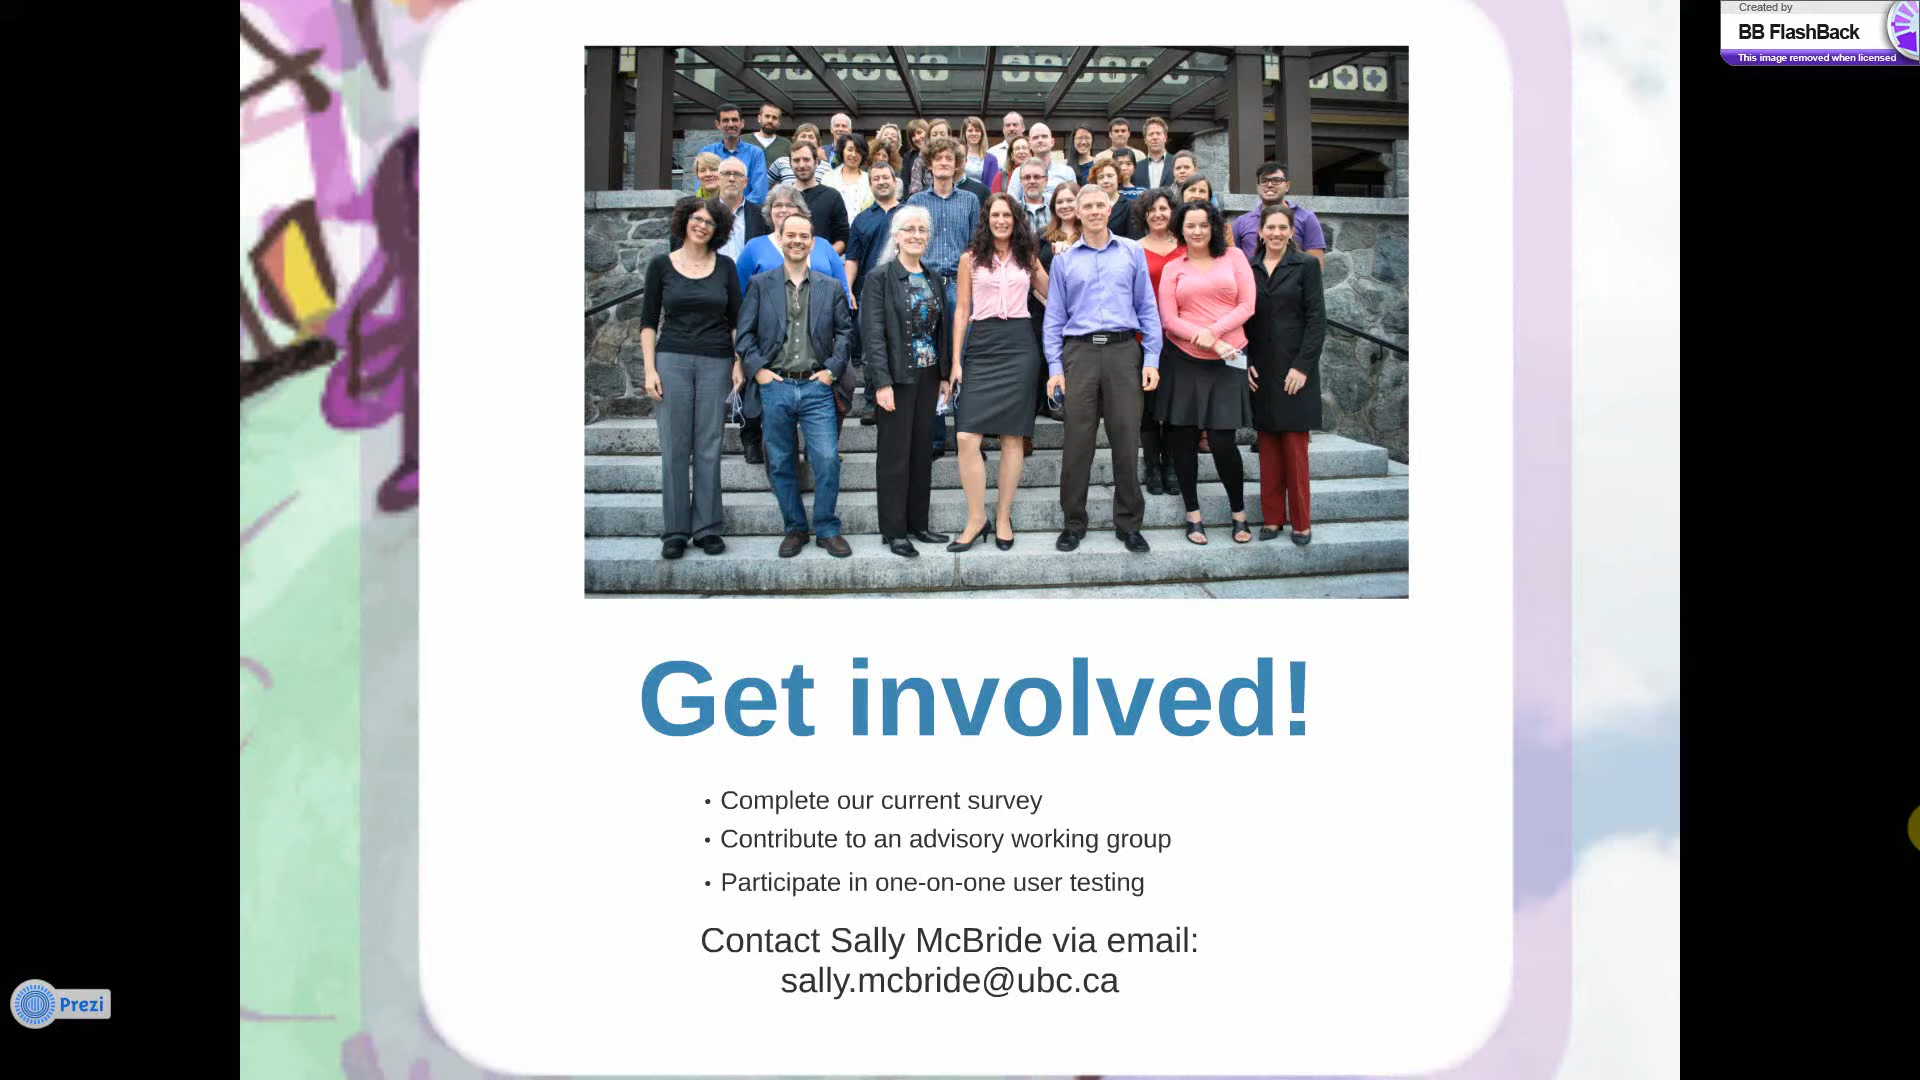 Created by
BB FlashBack
This image removed when licensed
Get involved!
• Complete our current survey
• Contribute to an advisory working group
• Participate in one-on-one user testing
Contact Sally McBride via email:
sally.mcbride@ubc.ca
Prezi